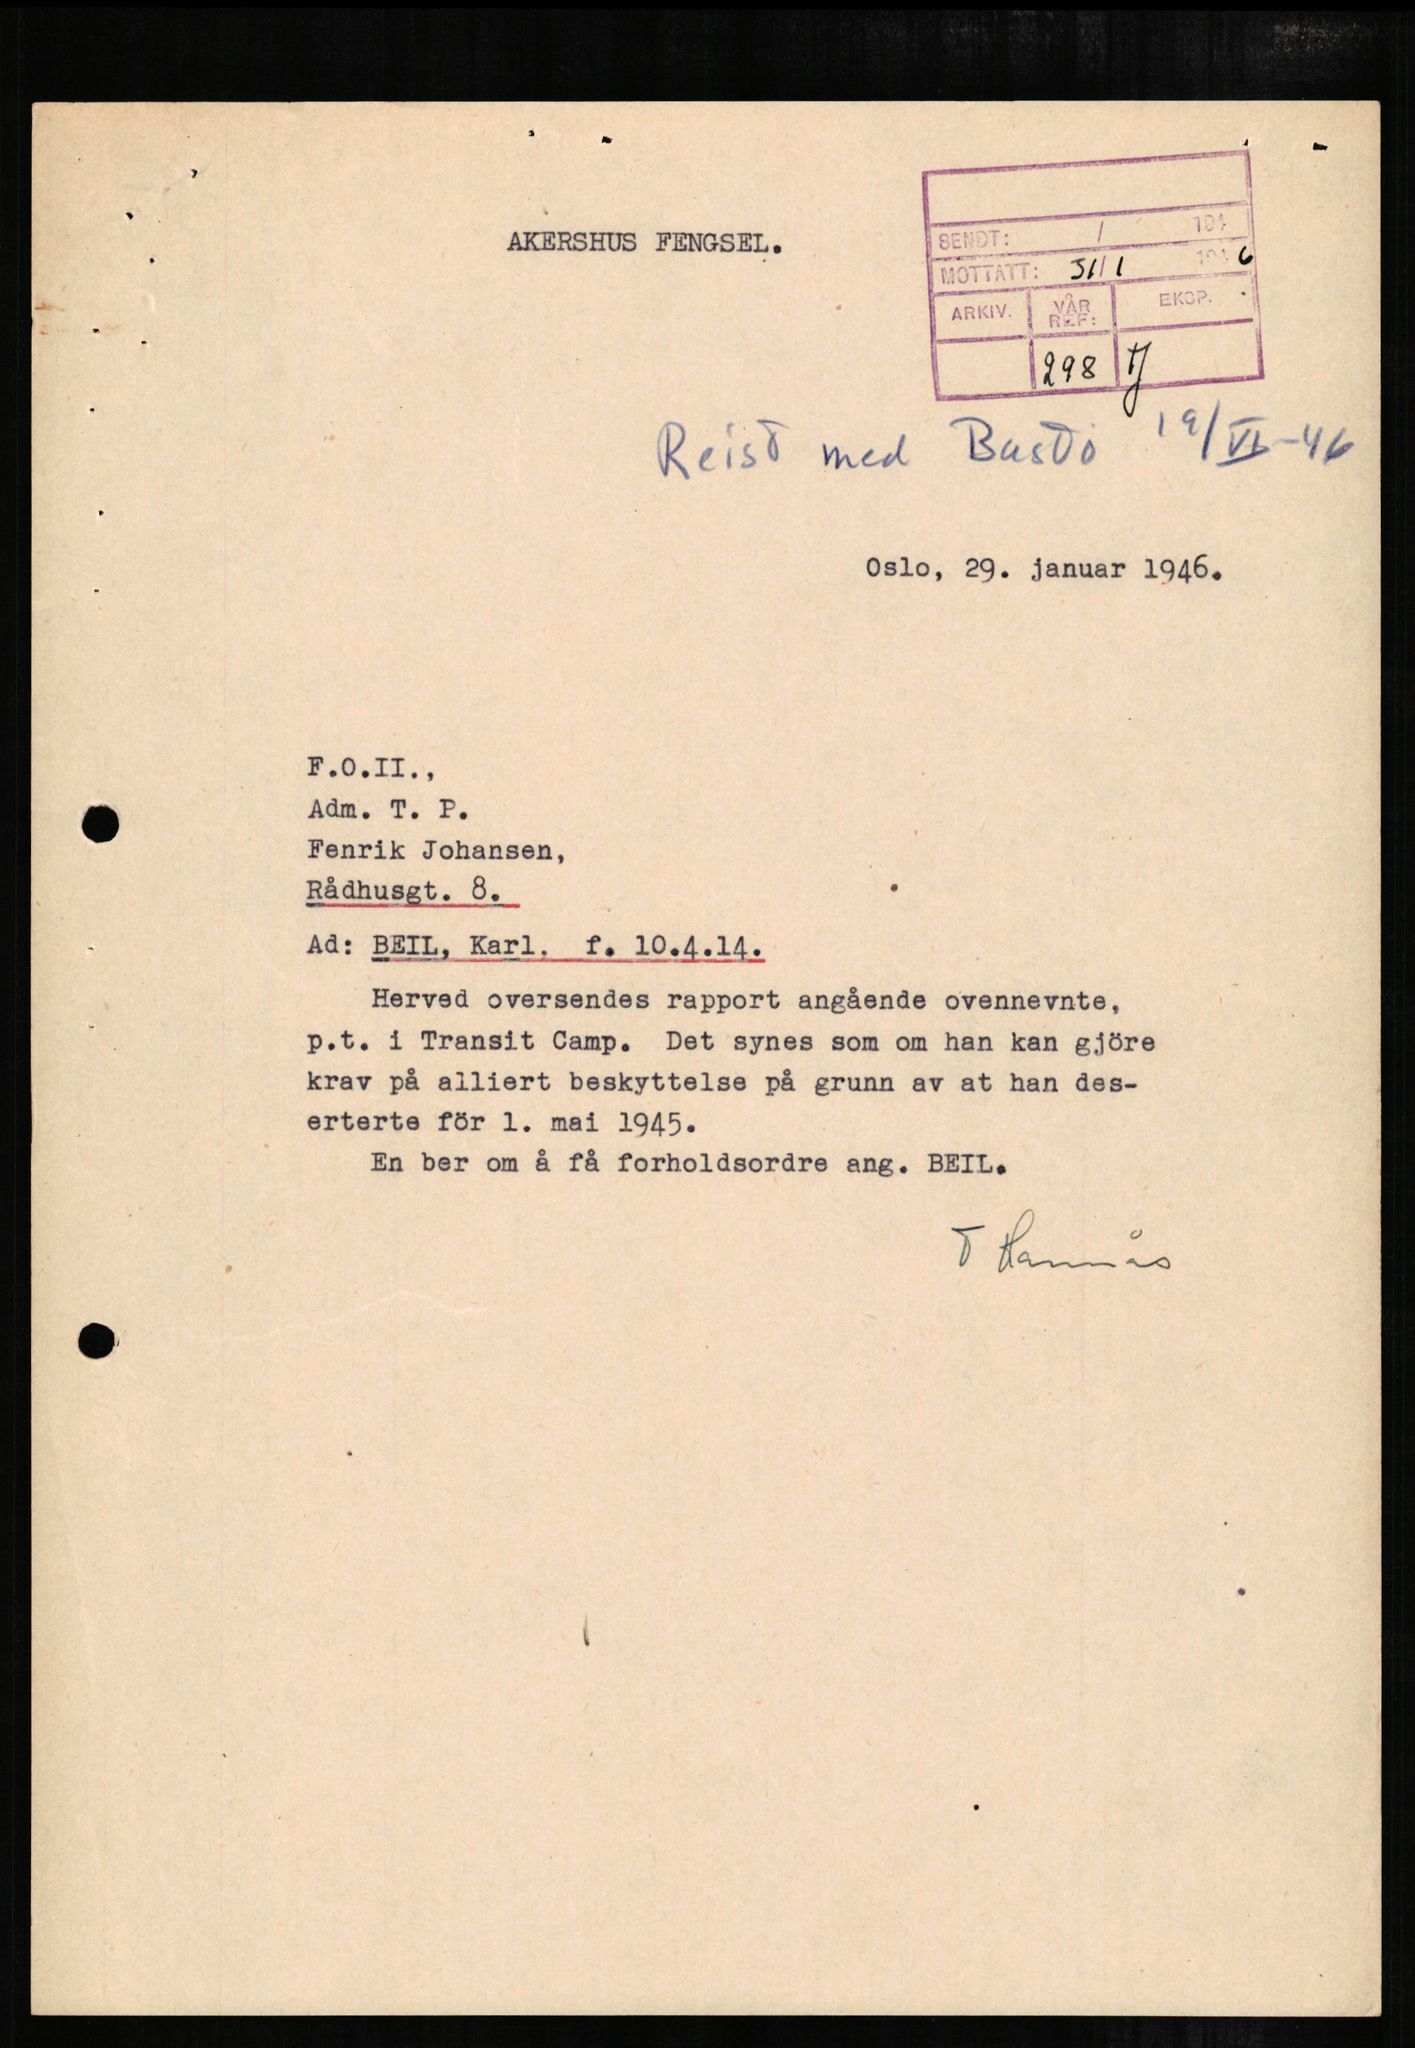 AKERSHUS FENGSEL.
SENDT: / 194
MOTTATT: 31/1 1946
ARKIV. VÅR REF: EKSP.
298 tJ
Reist med Bastö 19/VI-46
Oslo, 29. januar 1946.
F.O.II.,
Adm. T. P.
Fenrik Johansen,
Rådhusgt. 8.
Ad: BEIL, Karl. f. 10.4.14.
Herved oversendes rapport angående ovennevnte,
p.t. i Transit Camp. Det synes som om han kan gjöre
krav på alliert beskyttelse på grunn av at han des-
erterte för 1. mai 1945.
En ber om å få forholdsordre ang. BEIL.
T Hannås